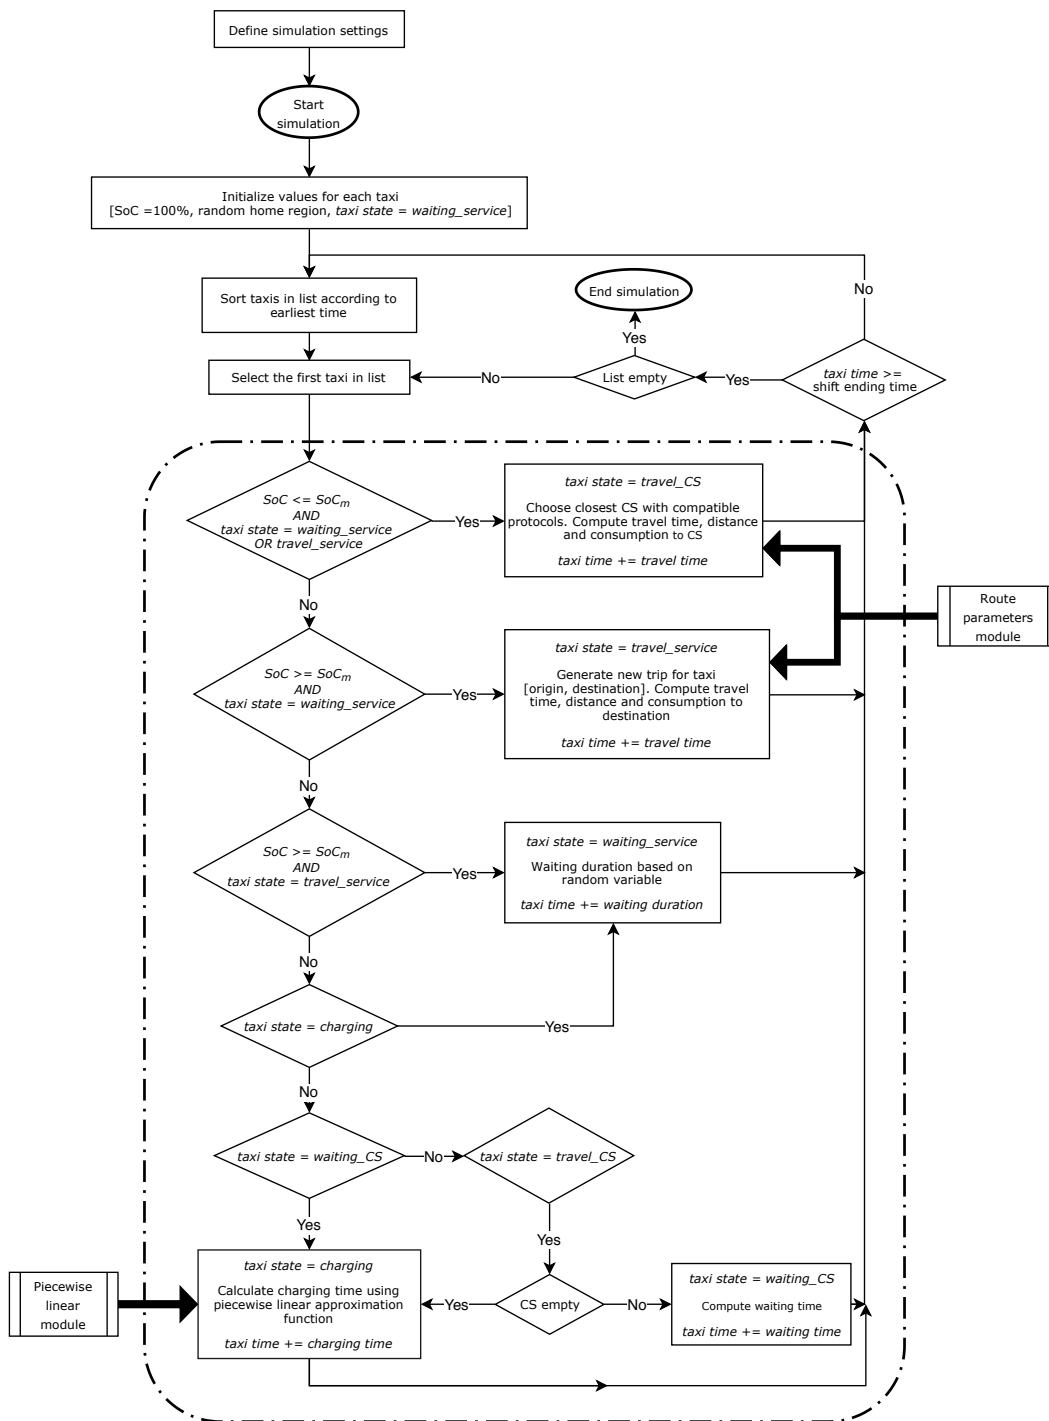 Define simulation settings
Start
simulation
Initialize values for each taxi
[SoC =100%, random home region, taxi state = waiting_service]
No
Sort taxis in list according to
earliest time
End simulation
Yes
Select the first taxi in list
No
List empty
Yes
taxi time >=
shift ending time
SoC <= SoCm
AND
taxi state = waiting_service
OR travel_service
Yes
taxi state = travel_CS
Choose closest CS with compatible
protocols. Compute travel time, distance
and consumption to CS
taxi time += travel time
No
Route
parameters
module
SoC >= SoCm
AND
taxi state = waiting_service
Yes
taxi state = travel_service
Generate new trip for taxi
[origin, destination]. Compute travel
time, distance and consumption to
destination
taxi time += travel time
No
SoC >= SoCm
AND
taxi state = travel_service
Yes
taxi state = waiting_service
Waiting duration based on
random variable
taxi time += waiting duration
No
taxi state = charging
Yes
No
taxi state = waiting_CS
No
taxi state = travel_CS
Yes
Yes
Piecewise
linear
module
taxi state = charging
Calculate charging time using
piecewise linear approximation
function
taxi time += charging time
Yes
CS empty
No
taxi state = waiting_CS
Compute waiting time
taxi time += waiting time